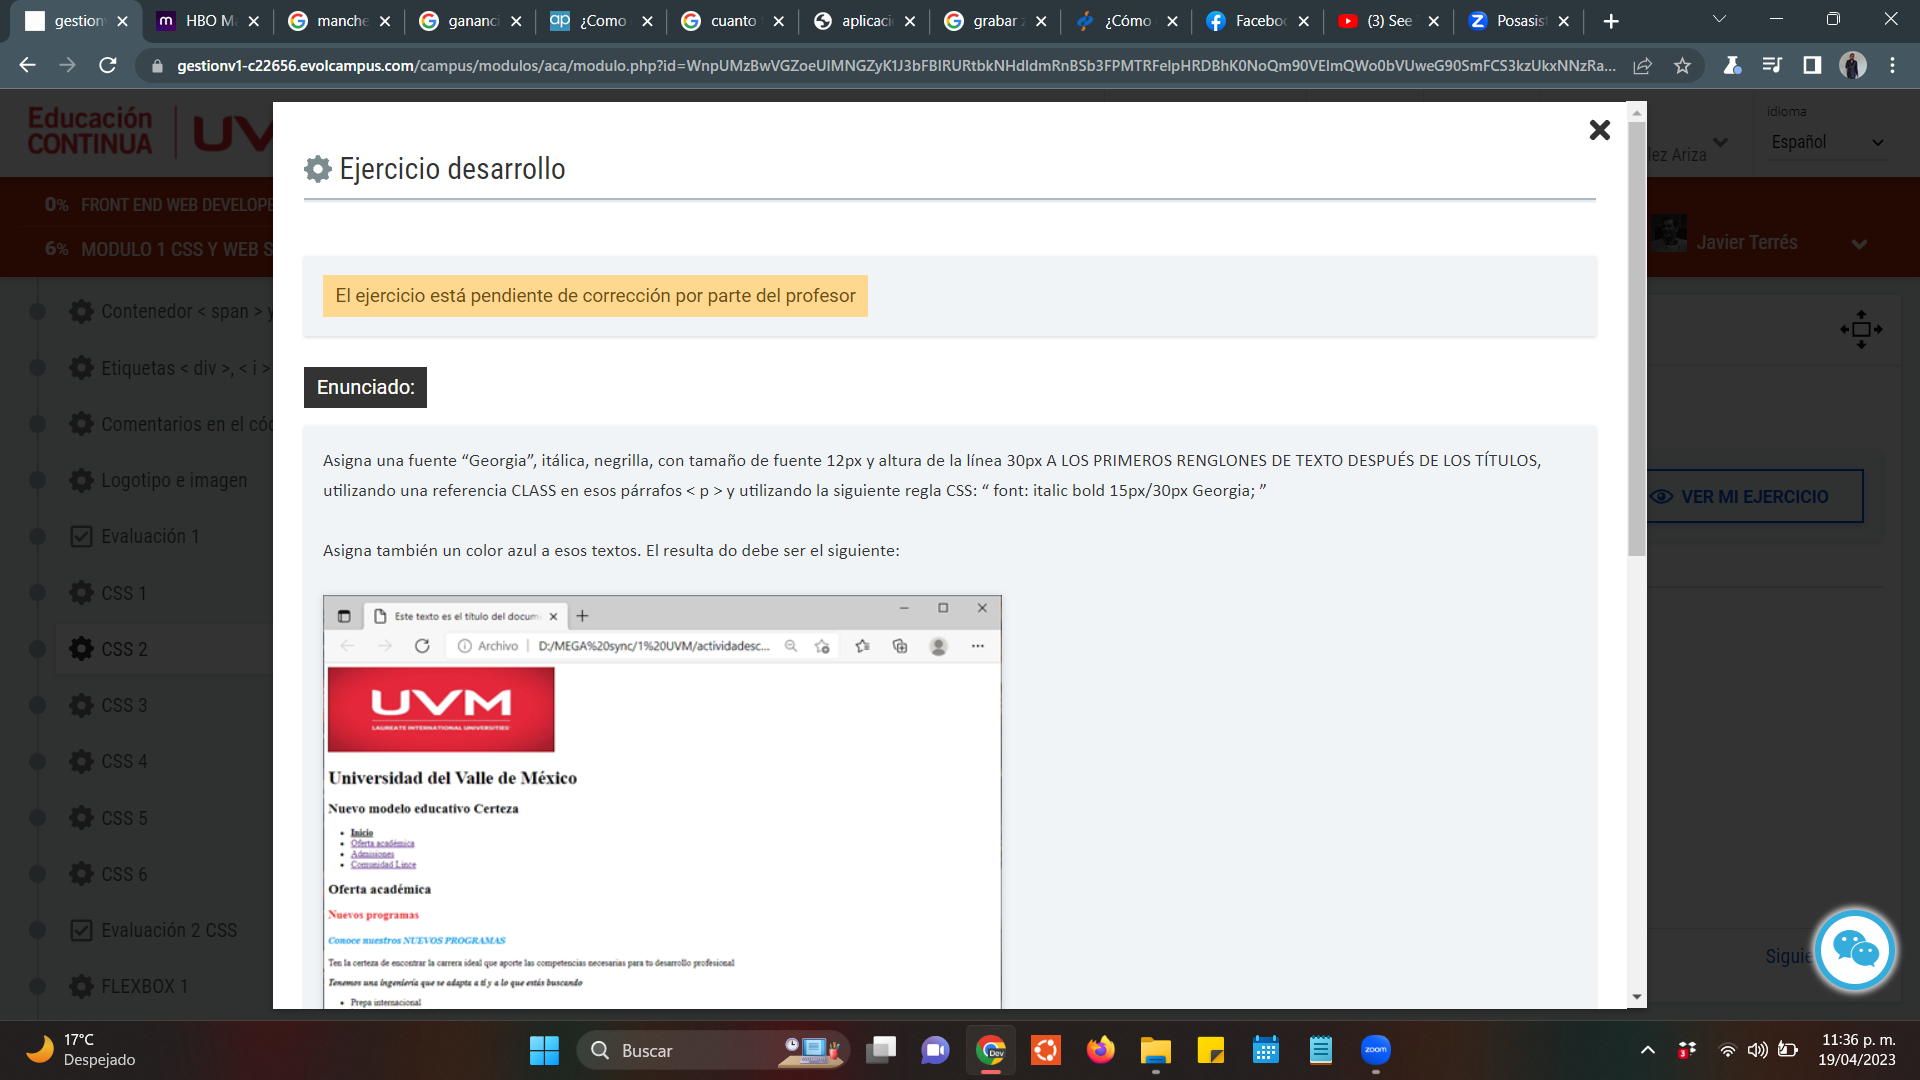 gestion
HBO M
manche
gananci
¿Como
cuanto
aplicaci
grabar
¿Cómo
Facebo
(3) See
Posasis
gestionv1-c22656.evolcampus.com/campus/modulos/aca/modulo.php?id=
Educación
CONTINUA
UVM
idioma
Español
lez Ariza
0% FRONT END WEB DEVELOPE
6% MODULO 1 CSS Y WEB S
Javier Terrés
Contenedor < span > y
Etiquetas < div >, < i >
Comentarios en el cód
Logotipo e imagen
Evaluación 1
CSS 1
CSS 2
CSS 3
CSS 4
CSS 5
CSS 6
Evaluación 2 CSS
FLEXBOX 1
Ejercicio desarrollo
El ejercicio está pendiente de corrección por parte del profesor
Enunciado:
Asigna una fuente “Georgia”, itálica, negrilla, con tamaño de fuente 12px y altura de la línea 30px A LOS PRIMEROS RENGLONES DE TEXTO DESPUÉS DE LOS TÍTULOS,
utilizando una referencia CLASS en esos párrafos < p > y utilizando la siguiente regla CSS: “ font: italic bold 15px/30px Georgia; ”
Asigna también un color azul a esos textos. El resulta do debe ser el siguiente:
Este texto es el título del docum
Archivo D:/MEGA%20sync/1%20UVM/actividadesc...
UVM
LAUREATE INTERNATIONAL UNIVERSITIES
Universidad del Valle de México
Nuevo modelo educativo Certeza
Inicio
Oferta académica
Admisiones
Comunidad Lince
Oferta académica
Nuevos programas
Conoce nuestros NUEVOS PROGRAMAS
Ten la certeza de encontrar la carrera ideal que aporte las competencias necesarias para tu desarrollo profesional
Tenemos una ingeniería que se adapta a tí y a lo que estás buscando
Prepa internacional
VER MI EJERCICIO
Siguie
17°C
Despejado
Buscar
Dev
zoom
3
11:36 p. m.
19/04/2023